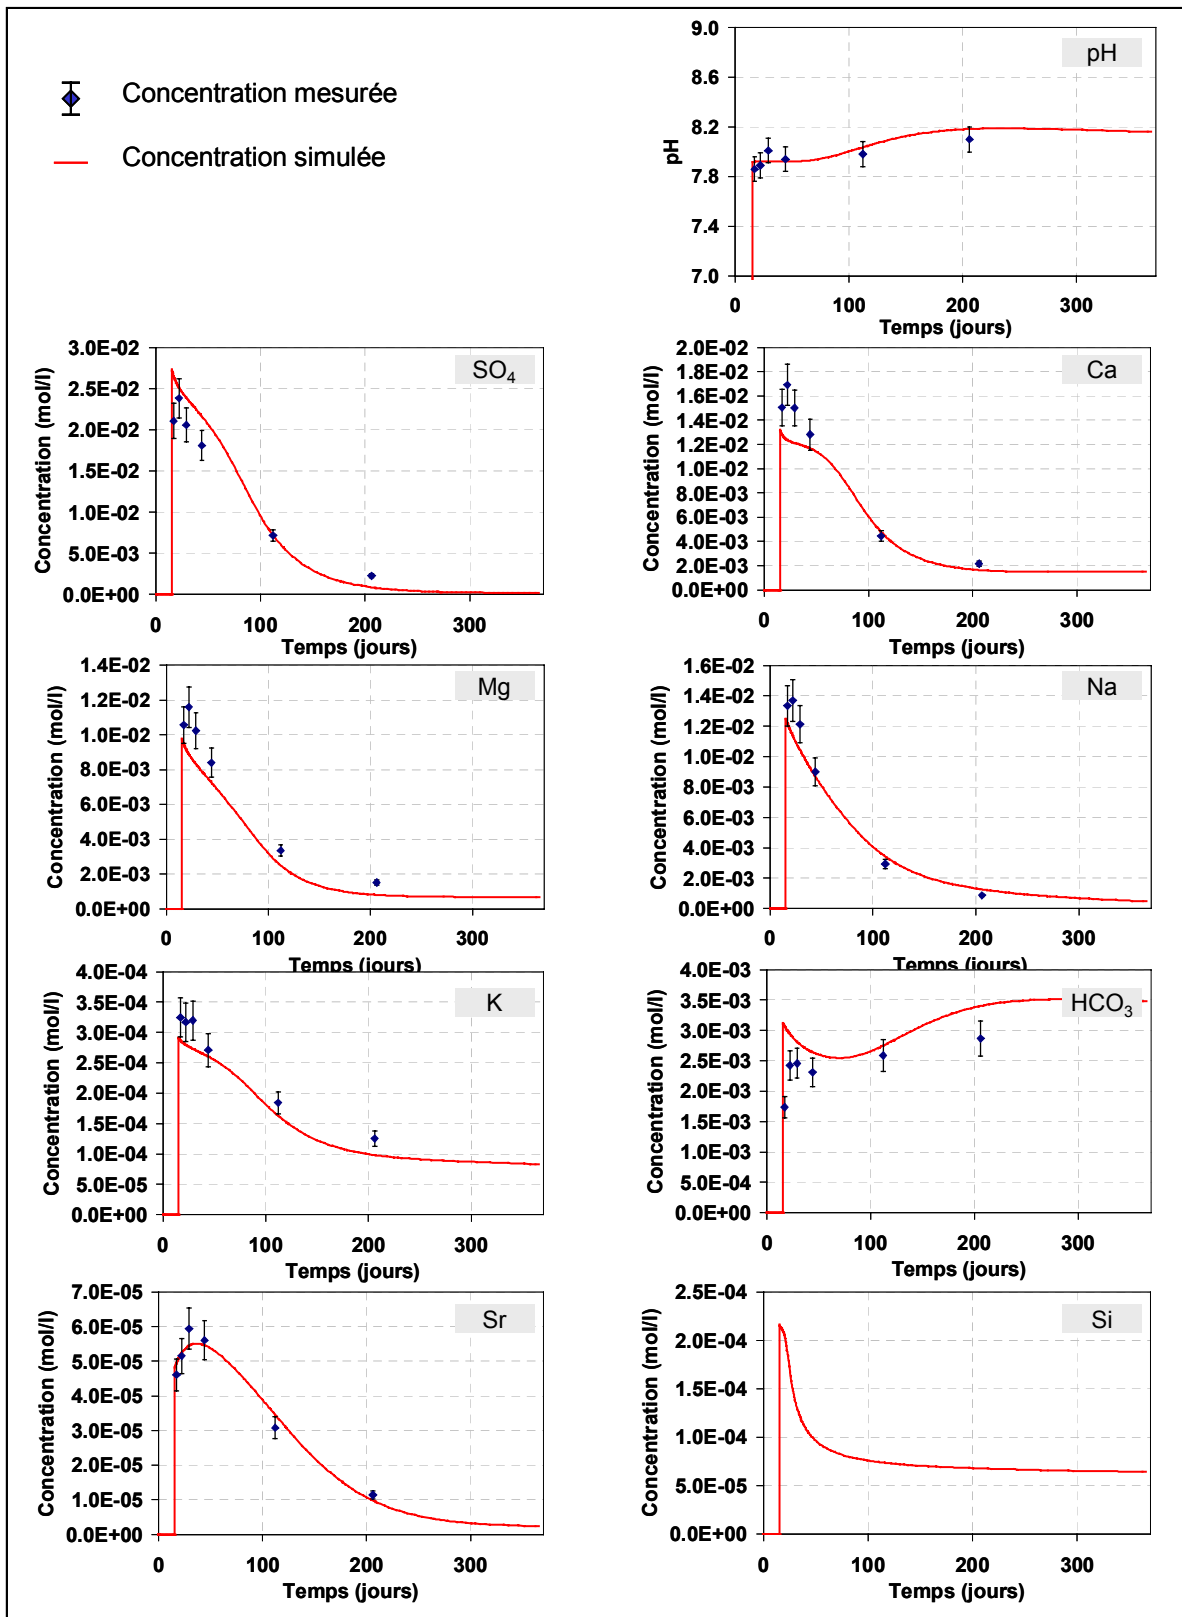 Concentration mesurée
Concentration simulée
pH
9.0
8.6
8.2
7.8
7.4
7.0
pH
0 100 200 300
Temps (jours)
SO4
3.0E-02
2.5E-02
2.0E-02
1.5E-02
1.0E-02
5.0E-03
0.0E+00
Concentration (mol/l)
0 100 200 300
Temps (jours)
Ca
2.0E-02
1.8E-02
1.6E-02
1.4E-02
1.2E-02
1.0E-02
8.0E-03
6.0E-03
4.0E-03
2.0E-03
0.0E+00
Concentration (mol/l)
0 100 200 300
Temps (jours)
Mg
1.4E-02
1.2E-02
1.0E-02
8.0E-03
6.0E-03
4.0E-03
2.0E-03
0.0E+00
Concentration (mol/l)
0 100 200 300
Temps (jours)
Na
1.6E-02
1.4E-02
1.2E-02
1.0E-02
8.0E-03
6.0E-03
4.0E-03
2.0E-03
0.0E+00
Concentration (mol/l)
0 100 200 300
Temps (jours)
K
4.0E-04
3.5E-04
3.0E-04
2.5E-04
2.0E-04
1.5E-04
1.0E-04
5.0E-05
0.0E+00
Concentration (mol/l)
0 100 200 300
Temps (jours)
HCO3
4.0E-03
3.5E-03
3.0E-03
2.5E-03
2.0E-03
1.5E-03
1.0E-03
5.0E-04
0.0E+00
Concentration (mol/l)
0 100 200 300
Temps (jours)
Sr
7.0E-05
6.0E-05
5.0E-05
4.0E-05
3.0E-05
2.0E-05
1.0E-05
0.0E+00
Concentration (mol/l)
0 100 200 300
Temps (jours)
Si
2.5E-04
2.0E-04
1.5E-04
1.0E-04
5.0E-05
0.0E+00
Concentration (mol/l)
0 100 200 300
Temps (jours)